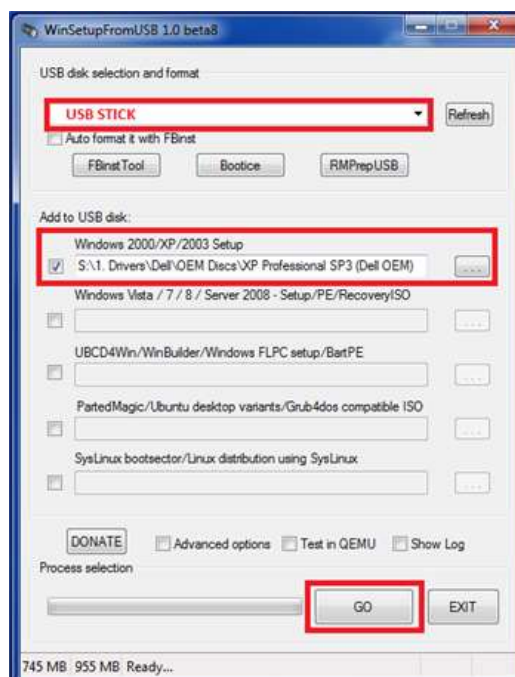 WinSetupFromUSB 1.0 beta8
USB disk selection and format
USB STICK
Refresh
Auto format it with FBinst
FBinstTool Bootice RMPrepUSB
Add to USB disk:
Windows 2000/XP/2003 Setup
S:\1. Drivers\Dell\OEM Discs\XP Professional SP3 (Dell OEM) ...
Windows Vista / 7 / 8 / Server 2008 - Setup/PE/RecoveryISO
...
UBCD4Win/WinBuilder/Windows FLPC setup/BartPE
...
PartedMagic/Ubuntu desktop variants/Grub4dos compatible ISO
...
SysLinux bootsector/Linux distribution using SysLinux
...
DONATE Advanced options Test in QEMU Show Log
Process selection
GO EXIT
745 MB 955 MB Ready...